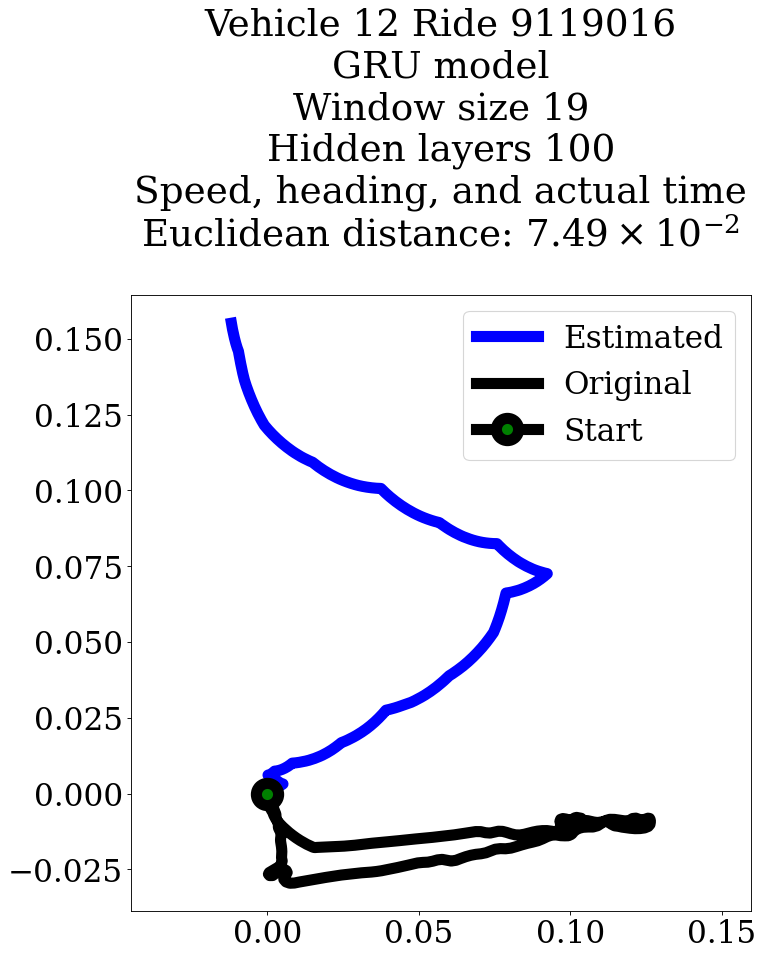 Vehicle 12 Ride 9119016
GRU model
Window size 19
Hidden layers 100
Speed, heading, and actual time
Euclidean distance: 7.49 × 10⁻²
Estimated
Original
Start
0.150
0.125
0.100
0.075
0.050
0.025
0.000
−0.025
0.00 0.05 0.10 0.15